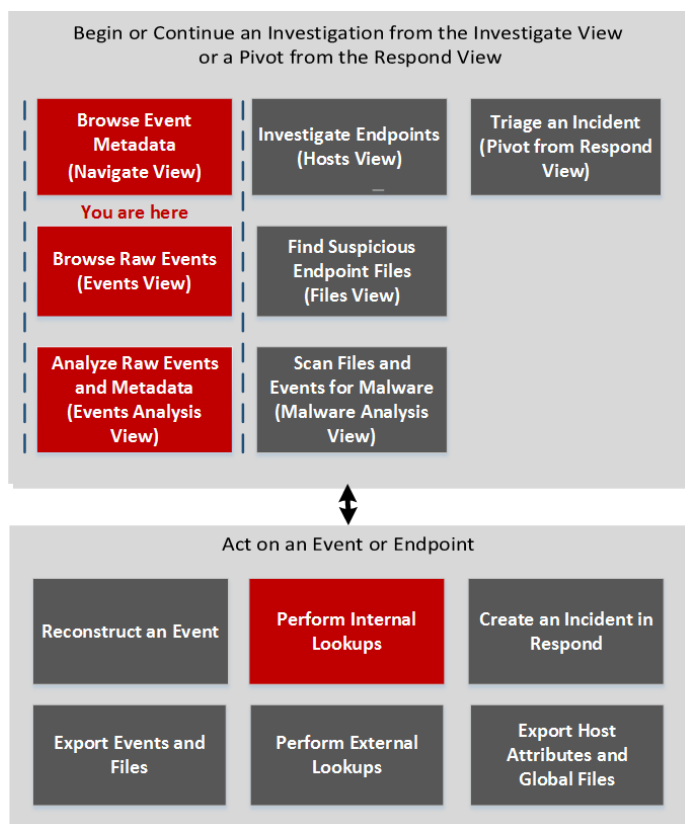 Begin or Continue an Investigation from the Investigate View
or a Pivot from the Respond View
Browse Event
Metadata
(Navigate View)
Investigate Endpoints
(Hosts View)
Triage an Incident
(Pivot from Respond
View)
You are here
Browse Raw Events
(Events View)
Find Suspicious
Endpoint Files
(Files View)
Analyze Raw Events
and Metadata
(Events Analysis
View)
Scan Files and
Events for Malware
(Malware Analysis
View)
Act on an Event or Endpoint
Reconstruct an Event
Perform Internal
Lookups
Create an Incident in
Respond
Export Events and
Files
Perform External
Lookups
Export Host
Attributes and
Global Files